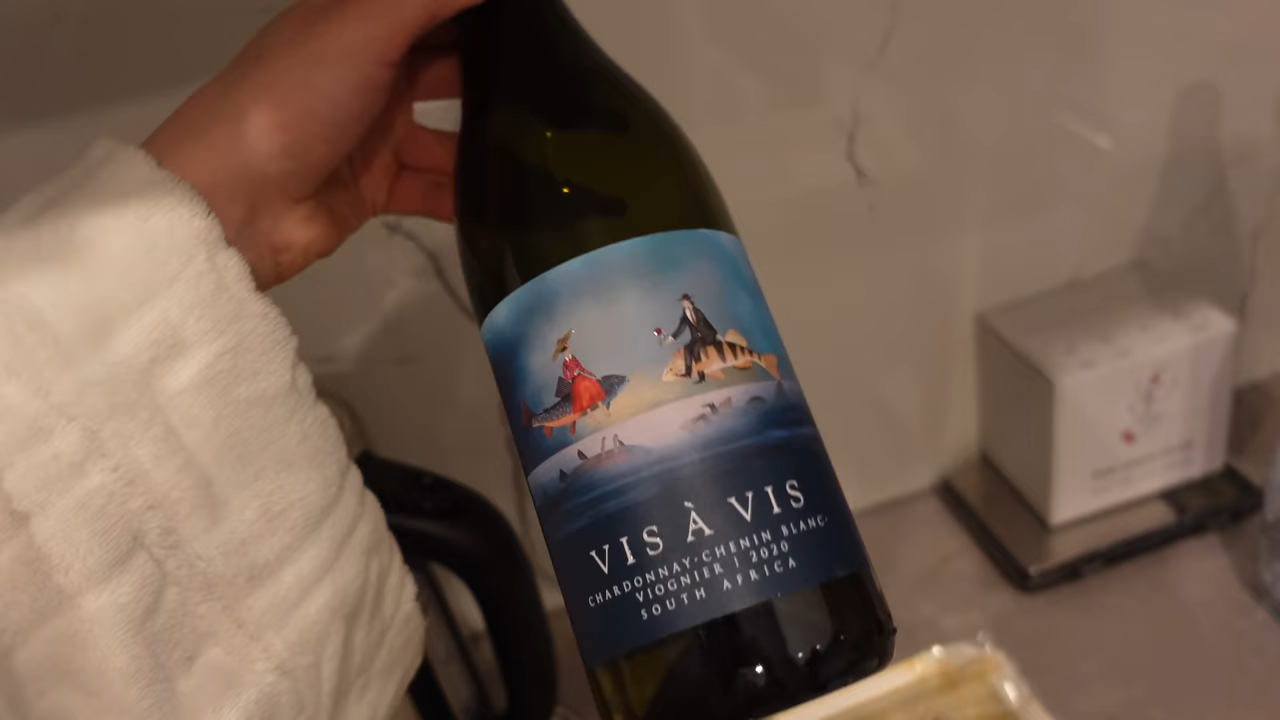 VIS À VIS
CHARDONNAY·CHENIN BLANC·
VIOGNIER | 2020
SOUTH AFRICA